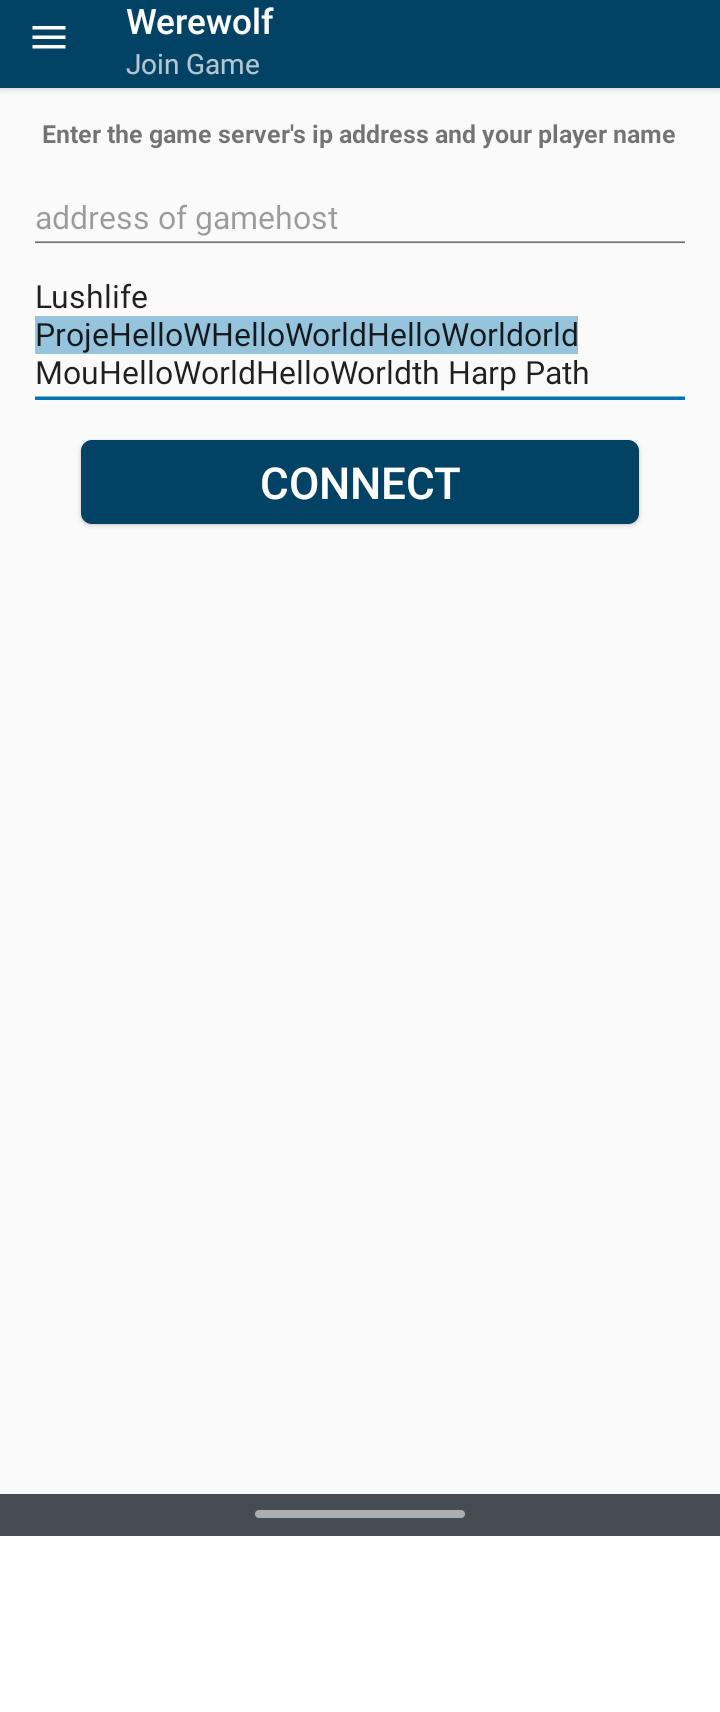 Werewolf
Join Game
Enter the game server's ip address and your player name
address of gamehost
Lushlife
ProjeHelloWHelloWorldHelloWorldorld
MouHelloWorldHelloWorldth Harp Path
CONNECT